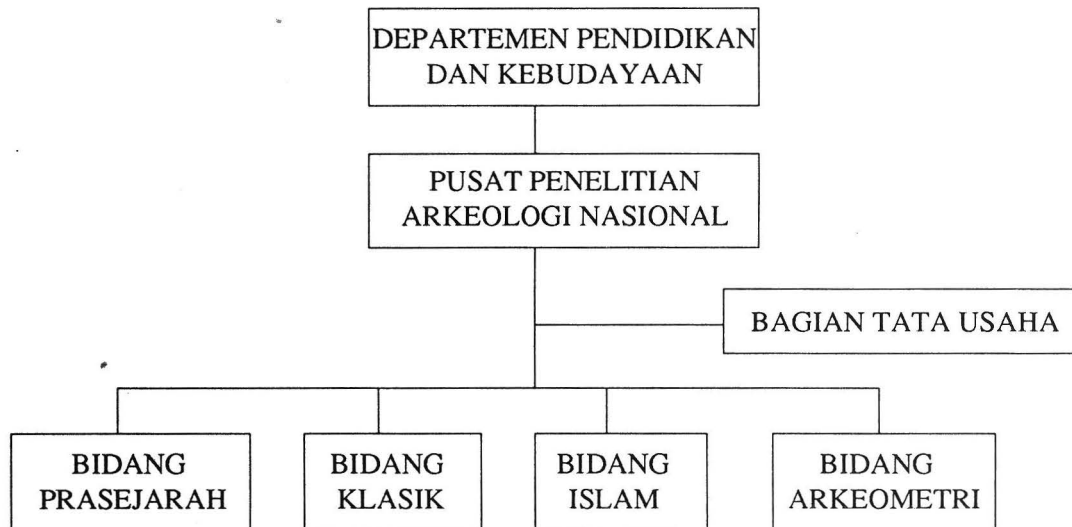 DEPARTEMEN PENDIDIKAN
DAN KEBUDAYAAN
PUSAT PENELITIAN
ARKEOLOGI NASIONAL
BAGIAN TATA USAHA
BIDANG
PRASEJARAH
BIDANG
KLASIK
BIDANG
ISLAM
BIDANG
ARKEOMETRI